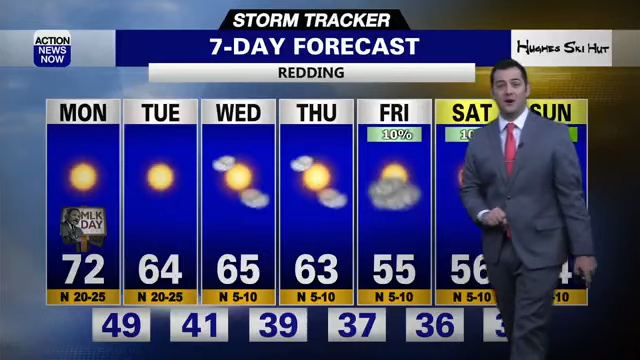 STORM TRACKER
ACTION
NEWS
NOW
7-DAY FORECAST
HUGHES SKI HUT
REDDING
MON TUE WED THU FRI SAT SUN
10%
MLK
DAY
72 64 65 63 55 56
N 20-25 N 20-25 N 5-10 N 5-10 N 5-10 N 5-10
49 41 39 37 36